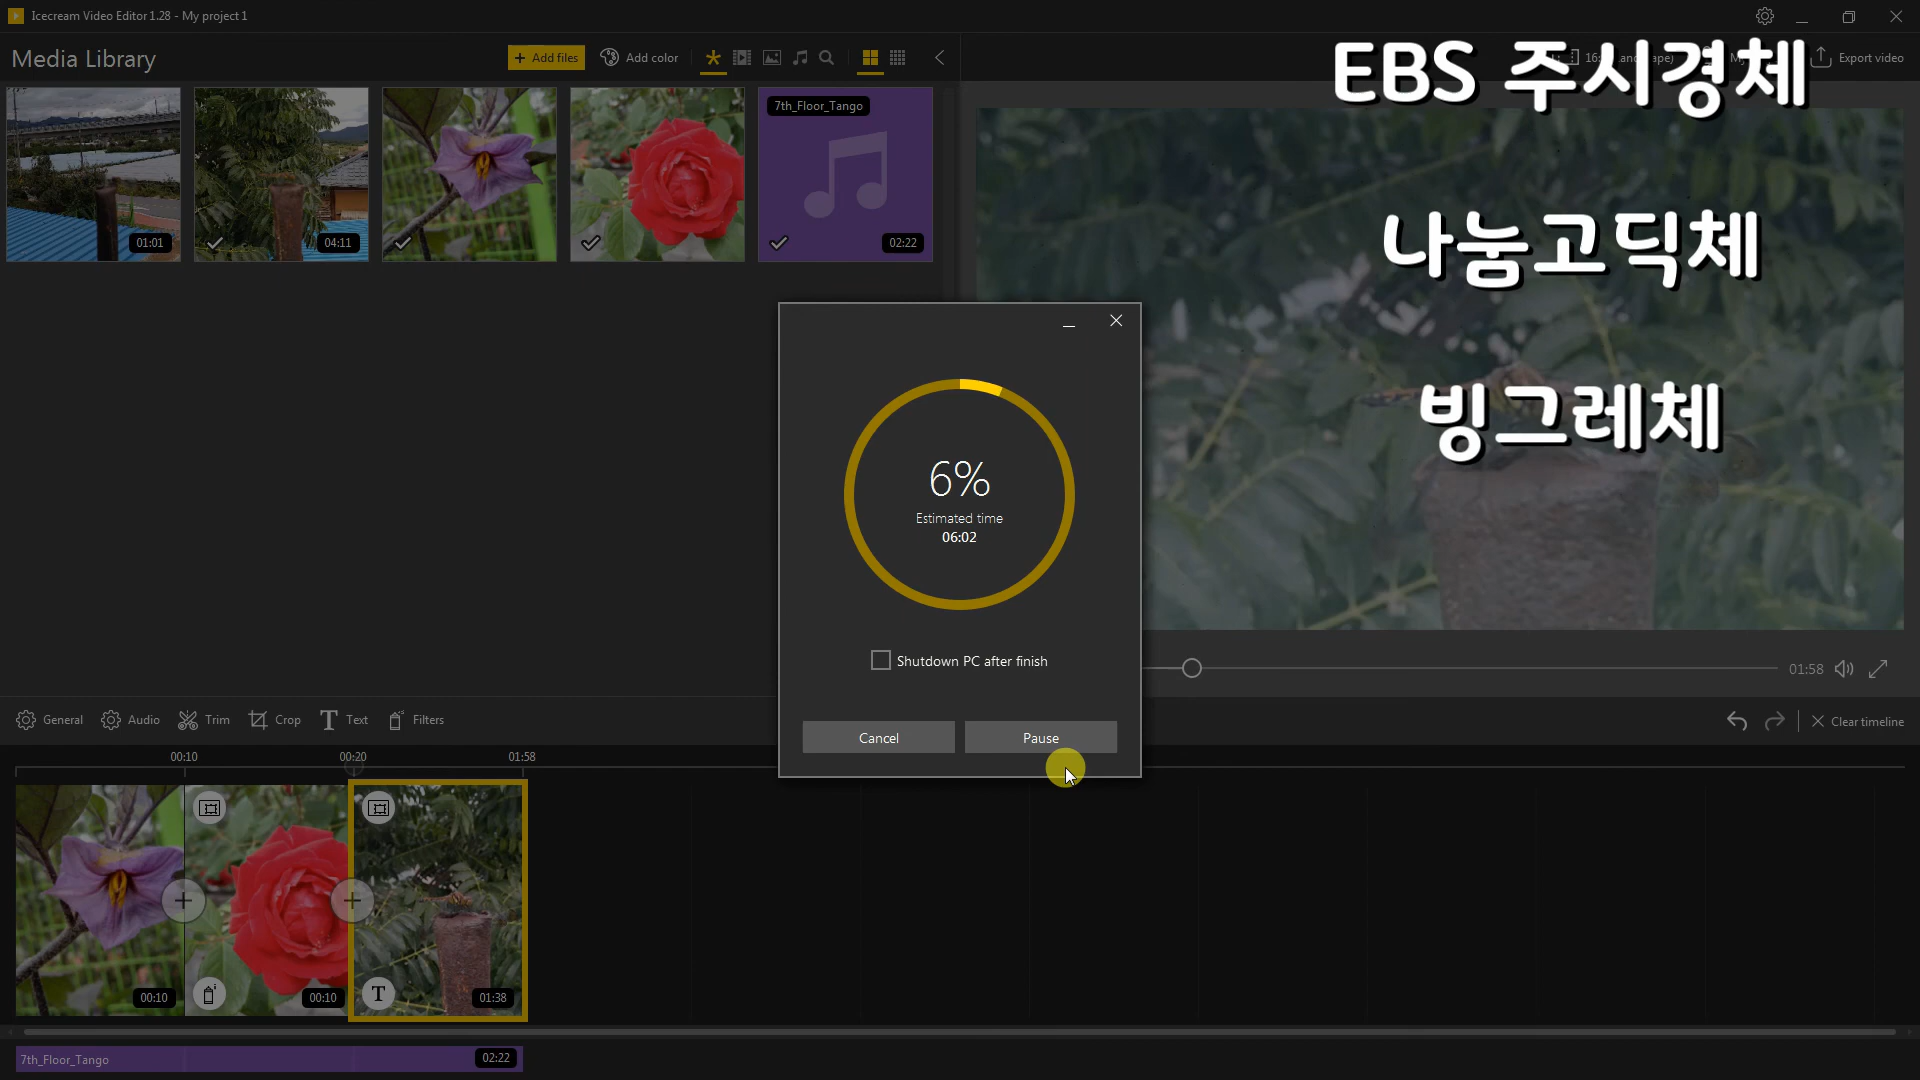 Icecream Video Editor 1.28 - My project 1
Media Library
Add files
Add color
Export video
EBS 주시경체
나눔고딕체
빙그레체
01:01
04:11
7th_Floor_Tango
02:22
6%
Estimated time
06:02
Shutdown PC after finish
Cancel
Pause
01:58
General
Audio
Trim
Crop
Text
Filters
Clear timeline
00:10
00:20
01:58
00:10
00:10
T
01:38
7th_Floor_Tango
02:22